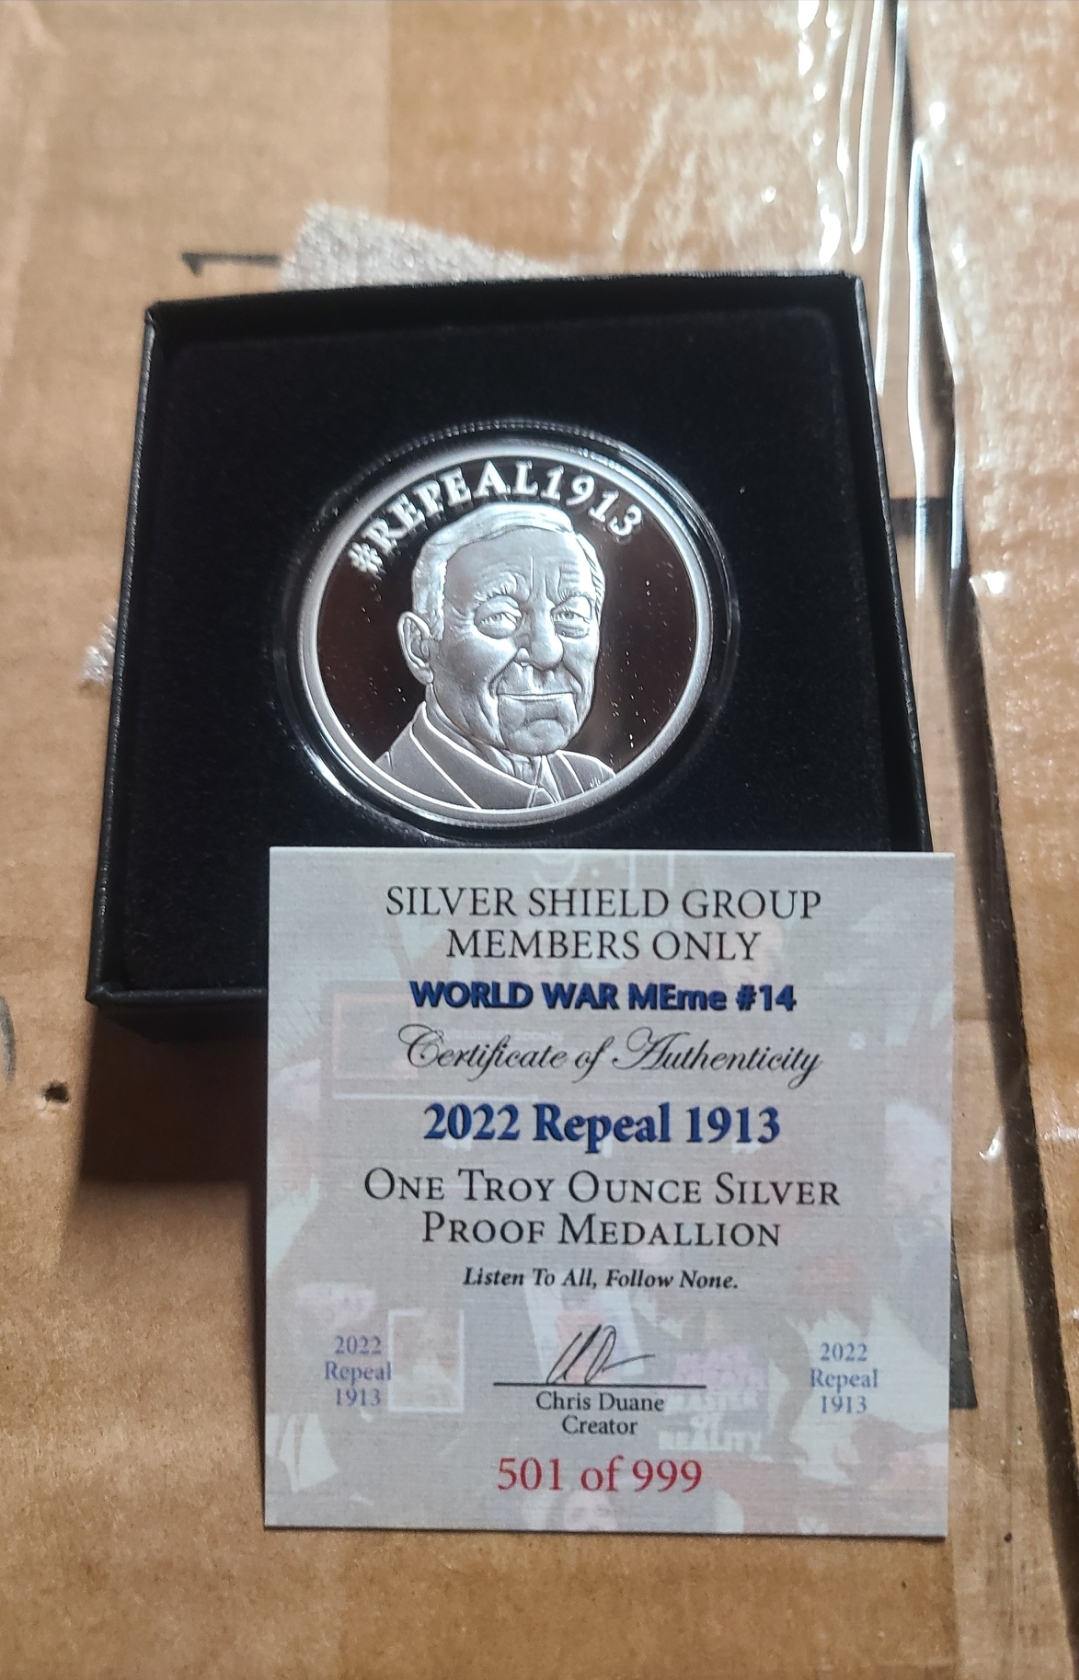 #REPEAL1913
SILVER SHIELD GROUP
MEMBERS ONLY
WORLD WAR MEme #14
Certificate of Authenticity
2022 Repeal 1913
ONE TROY OUNCE SILVER
PROOF MEDALLION
Listen To All, Follow None.
2022
Repeal
1913
Chris Duane
Creator
2022
Repeal
1913
501 of 999